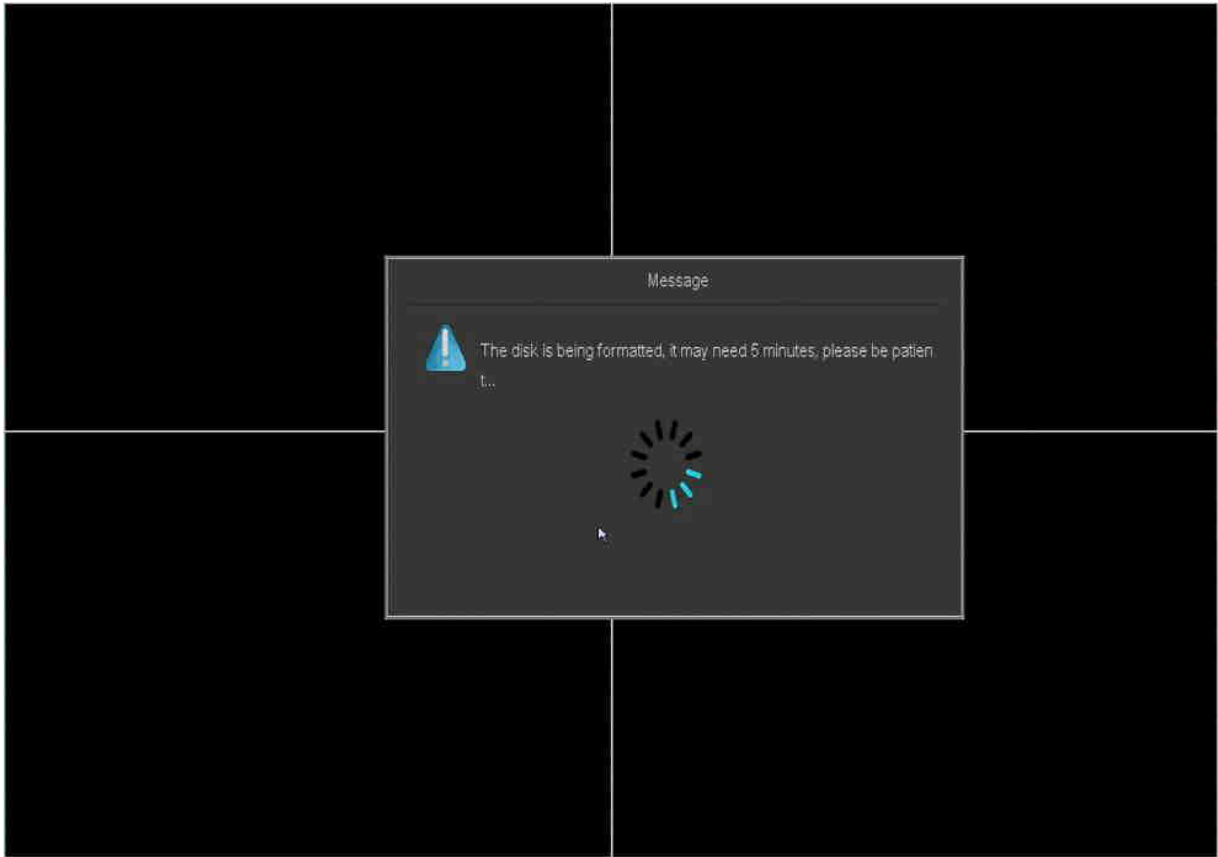 Message
The disk is being formatted, it may need 5 minutes, please be patien
t...